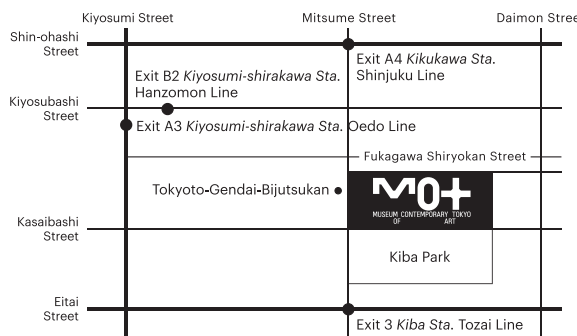 Kiyosumi Street
Mitsume Street
Daimon Stree
Shin-ohashi
Street
Exit A4 Kikukawa Sta.
Shinjuku Line
Exit B2 Kiyosumi-shirakawa Sta.
Hanzomon Line
Kiyosubashi
Street
Exit A3 Kiyosumi-shirakawa Sta. Oedo Line
Fukagawa Shiryokan Street
Tokyoto-Gendai-Bijutsukan
MO+
MUSEUM CONTEMPORARY TOKYO
OF ART
Kasaibashi
Street
Kiba Park
Eitai
Street
Exit 3 Kiba Sta. Tozai Line